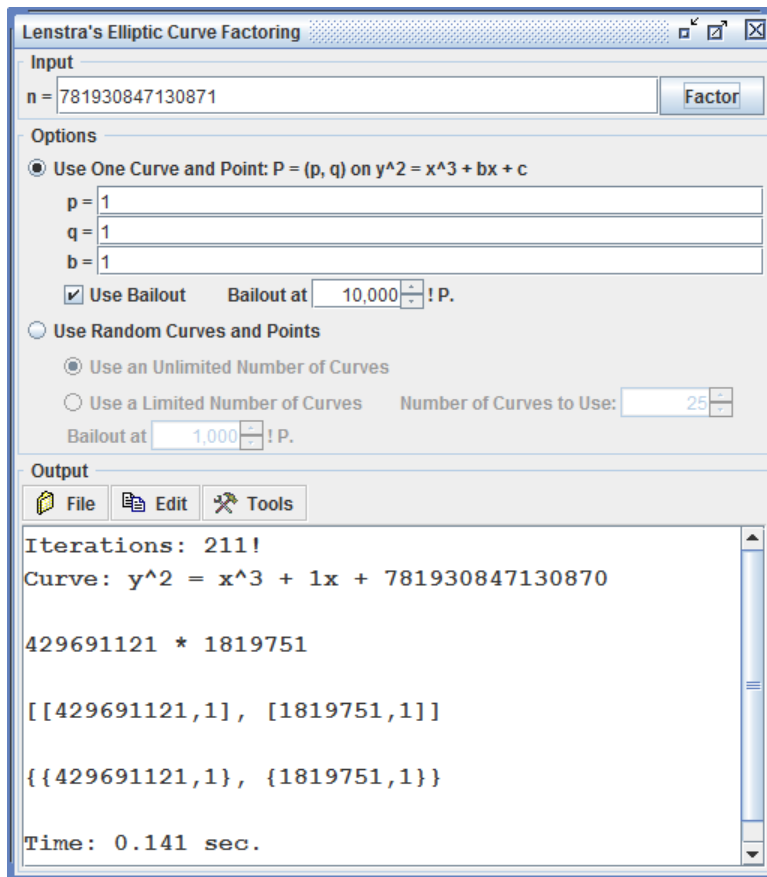 Lenstra's Elliptic Curve Factoring
Input
n = 781930847130871 Factor
Options
Use One Curve and Point: P = (p, q) on y^2 = x^3 + bx + c
p = 1
q = 1
b = 1
Use Bailout Bailout at 10,000 ! P.
Use Random Curves and Points
Use an Unlimited Number of Curves
Use a Limited Number of Curves Number of Curves to Use: 25
Bailout at 1,000 ! P.
Output
File Edit Tools
Iterations: 211!
Curve: y^2 = x^3 + 1x + 781930847130870
429691121 * 1819751
[[429691121,1], [1819751,1]]
{{429691121,1}, {1819751,1}}
Time: 0.141 sec.